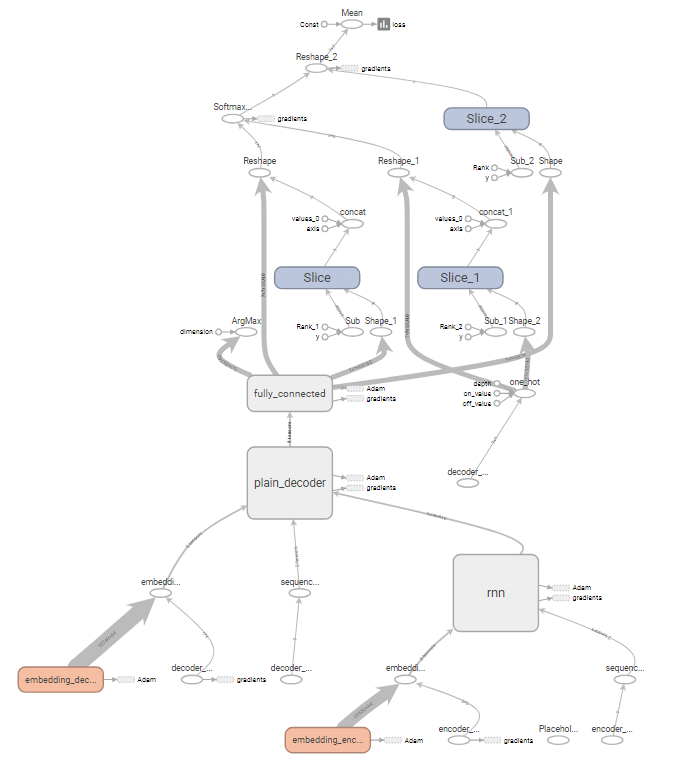 Mean
Const
loss
Reshape_2
gradients
Softmax...
gradients
Slice_2
Reshape
Reshape_1
Rank
Sub_2
Shape
y
values_0
concat
axis
values_0
concat_1
axis
Slice
Slice_1
dimension
ArgMax
Rank_1
Sub
Shape_1
y
Rank_2
Sub_1
Shape_2
y
fully_connected
Adam
gradients
depth
one_hot
on_value
off_value
decoder_...
plain_decoder
Adam
gradients
embeddi...
sequenc...
rnn
Adam
gradients
embedding_dec...
Adam
decoder_...
gradients
decoder_...
embeddi...
sequenc...
embedding_enc...
Adam
encoder_...
gradients
Placehol...
encoder_...